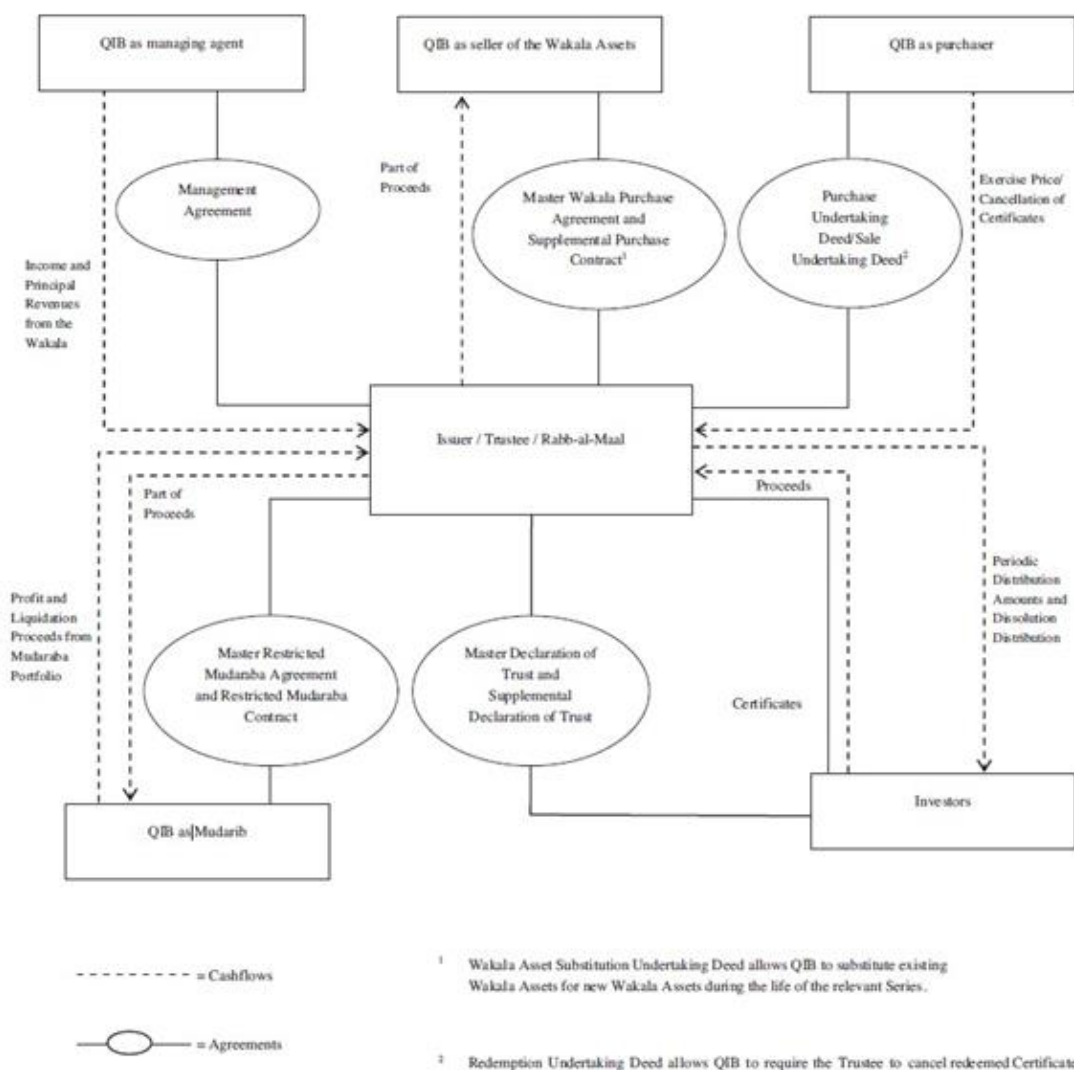 QIB as managing agent
QIB as seller of the Wakala Assets
QIB as purchaser
Management
Agreement
Part of
Proceeds
Master Wakala Purchase
Agreement and
Supplemental Purchase
Contract¹
Purchase
Undertaking
Deed/Sale
Undertaking Deed²
Exercise Price/
Cancellation of
Certificates
Income and
Principal
Revenues
from the
Wakala
Issuer / Trustee / Rabb-al-Maal
Part of
Proceeds
Proceeds
Profit and
Liquidation
Proceeds from
Mudaraba
Portfolio
Master Restricted
Mudaraba Agreement
and Restricted Mudaraba
Contract
Master Declaration of
Trust and
Supplemental
Declaration of Trust
Certificates
Periodic
Distribution
Amounts and
Dissolution
Distribution
QIB as Mudarib
Investors
= Cashflows
= Agreements
¹ Wakala Asset Substitution Undertaking Deed allows QIB to substitute existing
Wakala Assets for new Wakala Assets during the life of the relevant Series.
² Redemption Undertaking Deed allows QIB to require the Trustee to cancel redeemed Certificate